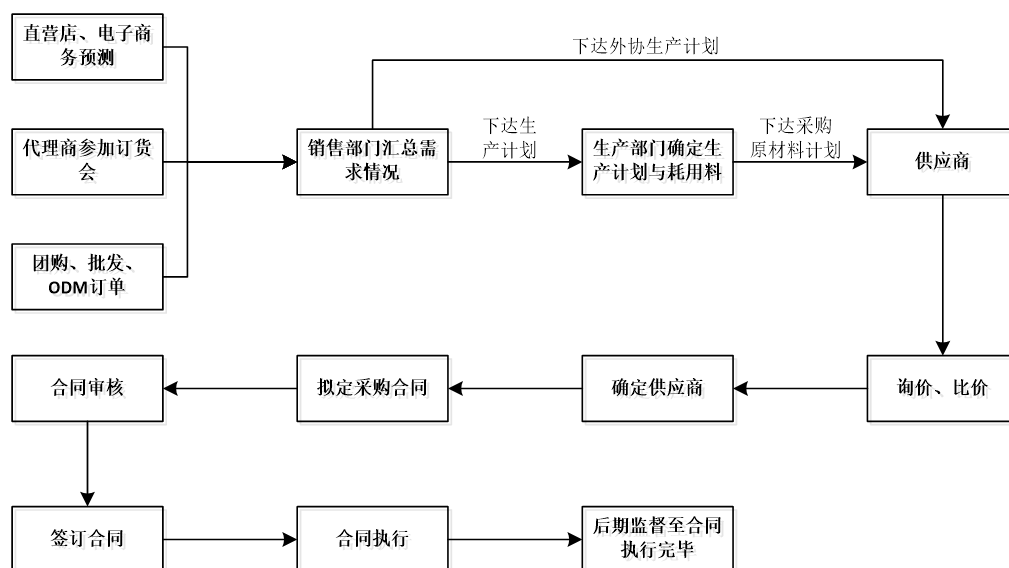 直营店、电子商
务预测
下达外协生产计划
代理商参加订货
会
销售部门汇总需
求情况
下达生
产计划
生产部门确定生
产计划与耗用料
下达采购
原材料计划
供应商
团购、批发、
ODM订单
合同审核
拟定采购合同
确定供应商
询价、比价
签订合同
合同执行
后期监督至合同
执行完毕